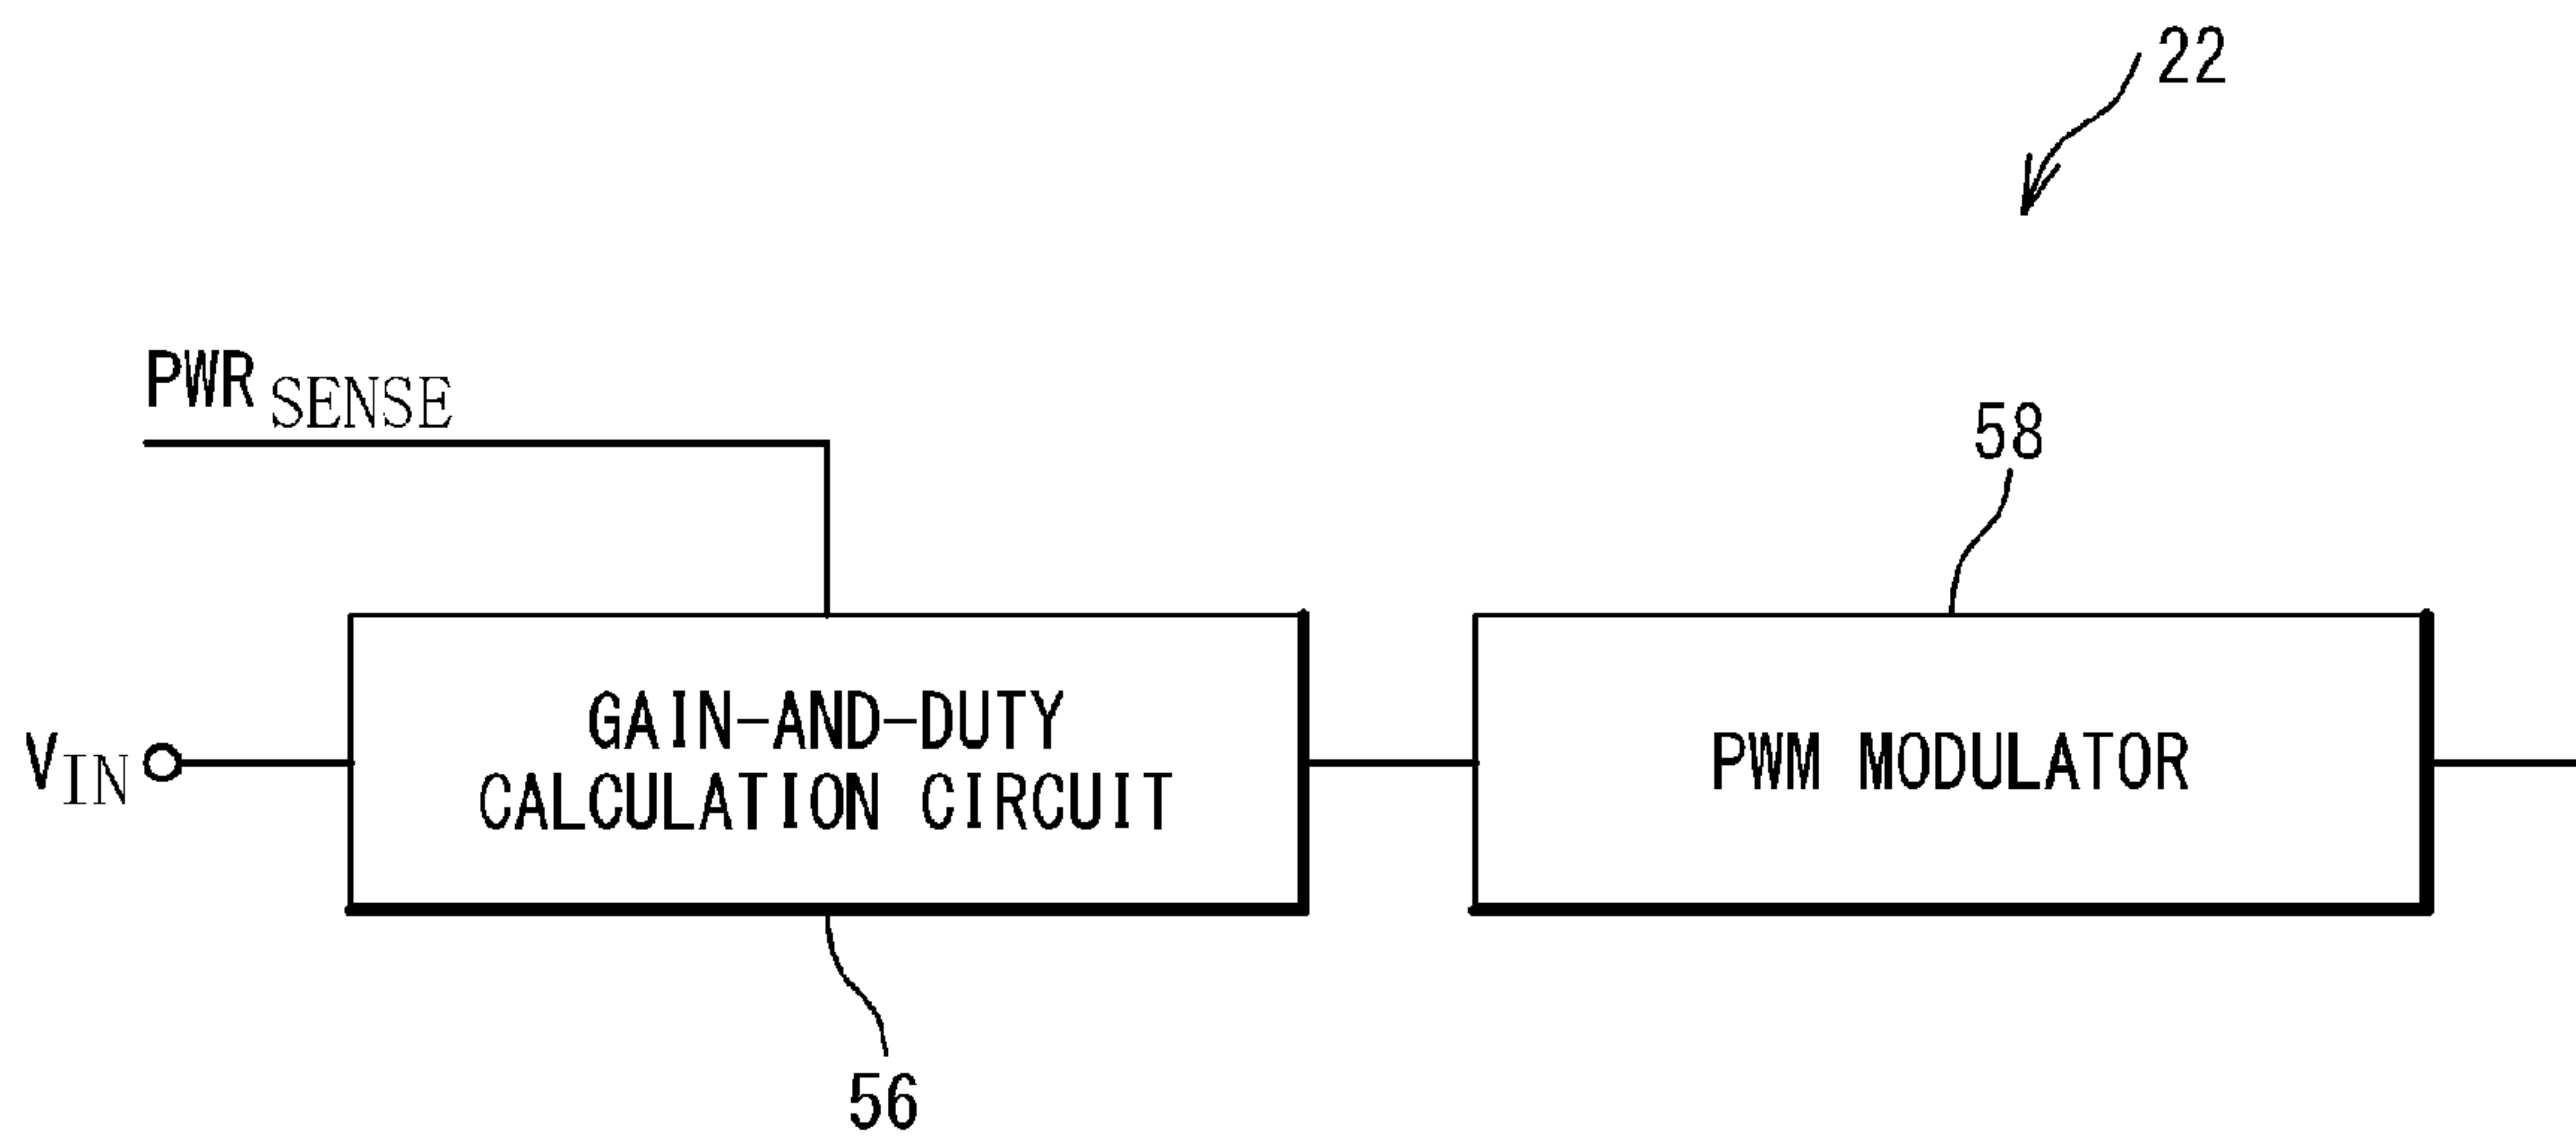 22
PWR SENSE
58
GAIN-AND-DUTY
CALCULATION CIRCUIT
PWM MODULATOR
VIN
56